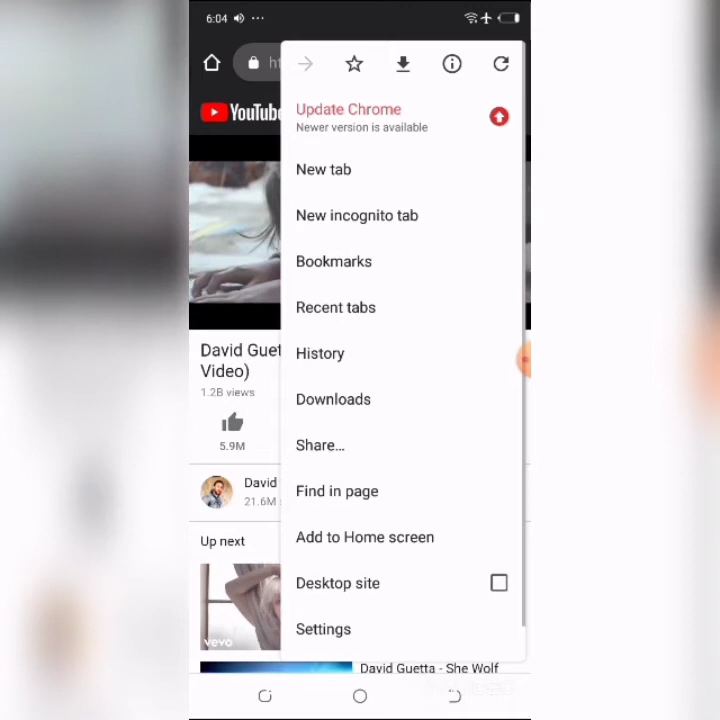 6:04
ht
Update Chrome
Newer version is available
YouTube
New tab
New incognito tab
Bookmarks
Recent tabs
History
David Guet
Video)
1.2B views
Downloads
Share...
5.9M
Find in page
David
21.6M
Up next
Add to Home screen
Desktop site
Settings
vevo
David Guetta - She Wolf